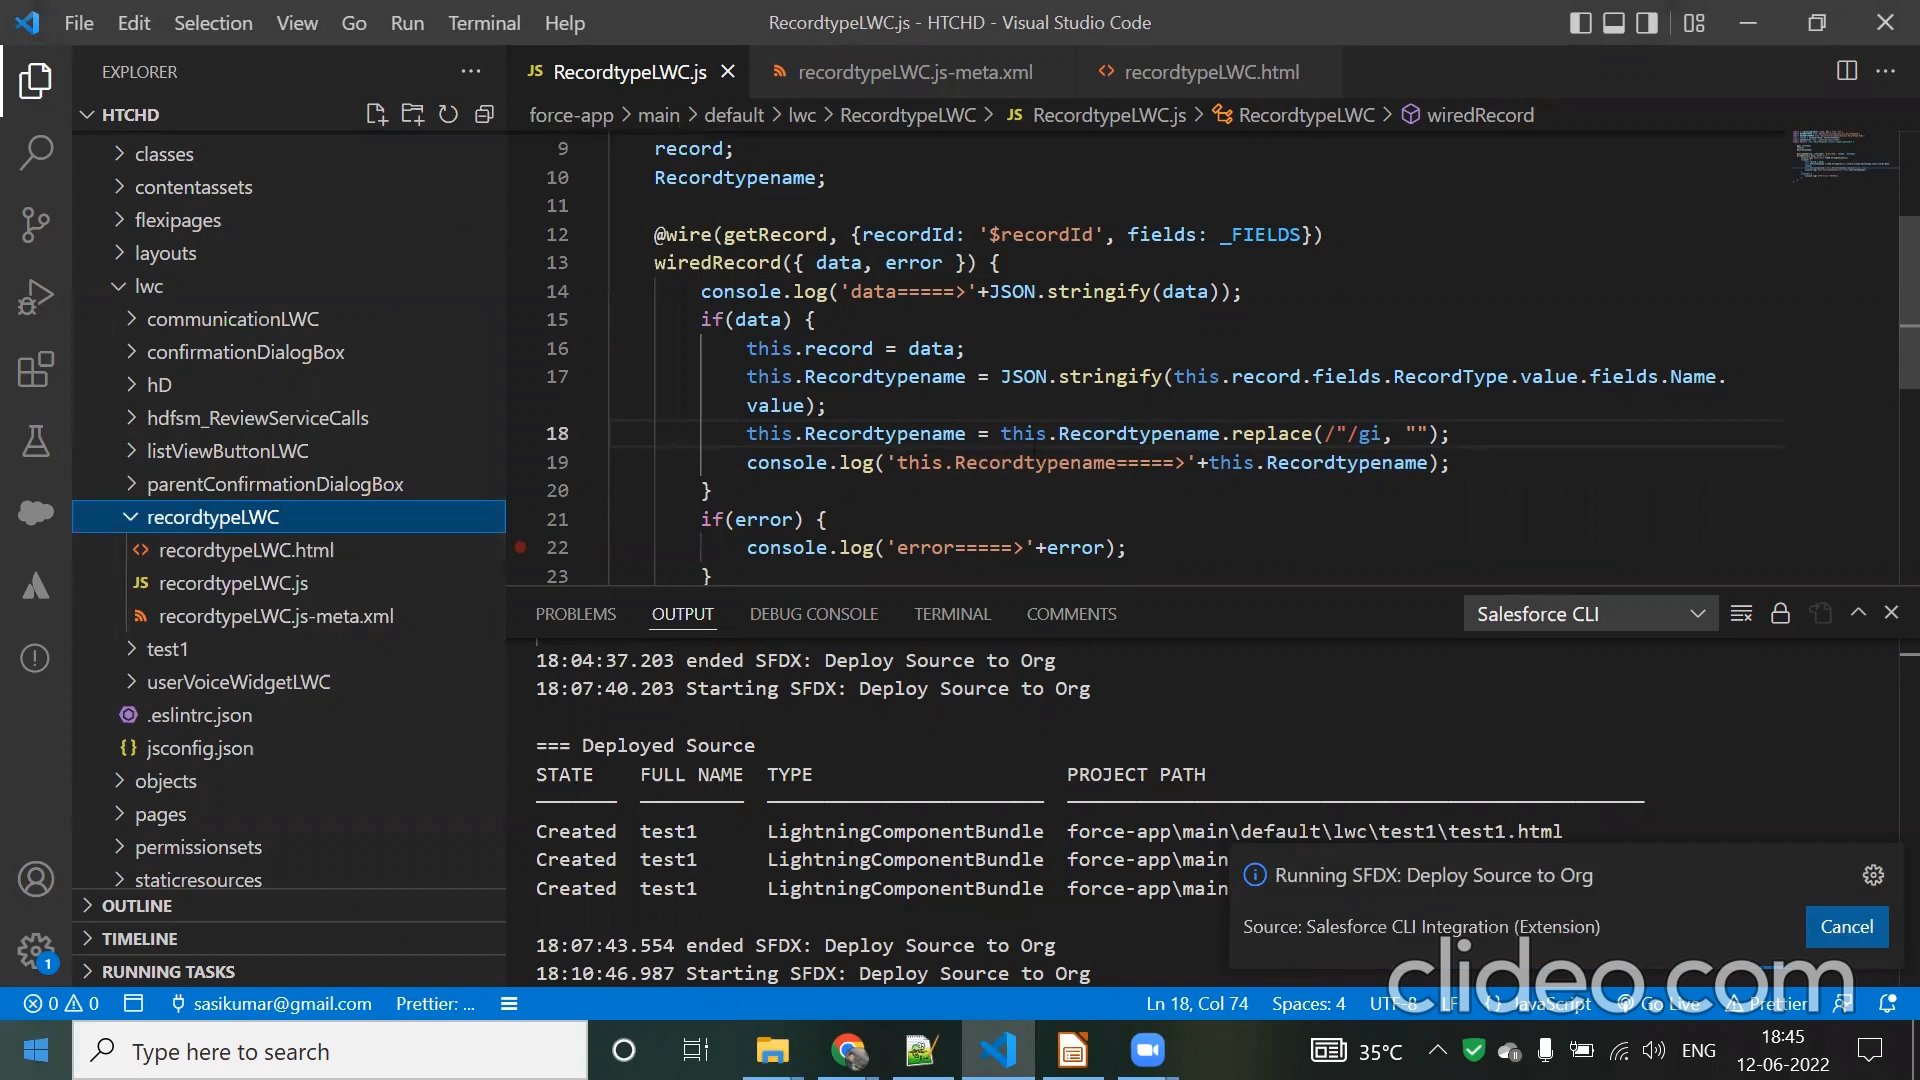 File Edit Selection View Go Run Terminal Help
RecordtypeLWC.js - HTCHD - Visual Studio Code
EXPLORER
HTCHD
classes
contentassets
flexipages
layouts
lwc
communicationLWC
confirmationDialogBox
hD
hdfsm_ReviewServiceCalls
listViewButtonLWC
parentConfirmationDialogBox
recordtypeLWC
recordtypeLWC.html
JS recordtypeLWC.js
recordtypeLWC.js-meta.xml
test1
userVoiceWidgetLWC
.eslintrc.json
{} jsconfig.json
objects
pages
permissionsets
staticresources
OUTLINE
TIMELINE
RUNNING TASKS
JS RecordtypeLWC.js recordtypeLWC.js-meta.xml recordtypeLWC.html
force-app > main > default > lwc > RecordtypeLWC > JS RecordtypeLWC.js > RecordtypeLWC > wiredRecord
9 record;
10 Recordtypename;
11
12 @wire(getRecord, {recordId: '$recordId', fields: _FIELDS})
13 wiredRecord({ data, error }) {
14 console.log('data=====>'+JSON.stringify(data));
15 if(data) {
16 this.record = data;
17 this.Recordtypename = JSON.stringify(this.record.fields.RecordType.value.fields.Name.
value);
18 this.Recordtypename = this.Recordtypename.replace(/"/gi, "");
19 console.log('this.Recordtypename=====>'+this.Recordtypename);
20 }
21 if(error) {
22 console.log('error=====>'+error);
23 }
PROBLEMS OUTPUT DEBUG CONSOLE TERMINAL COMMENTS Salesforce CLI
18:04:37.203 ended SFDX: Deploy Source to Org
18:07:40.203 Starting SFDX: Deploy Source to Org
=== Deployed Source
STATE FULL NAME TYPE PROJECT PATH
Created test1 LightningComponentBundle force-app\main\default\lwc\test1\test1.html
Created test1 LightningComponentBundle force-app\main
Created test1 LightningComponentBundle force-app\main
18:07:43.554 ended SFDX: Deploy Source to Org
18:10:46.987 Starting SFDX: Deploy Source to Org
Running SFDX: Deploy Source to Org
Source: Salesforce CLI Integration (Extension)
Cancel
clideo.com
1
0 0 sasikumar@gmail.com Prettier: ... Ln 18, Col 74 Spaces: 4 UTF-8 LF {} JavaScript Go Live Prettier
Type here to search
35°C ENG
18:45
12-06-2022